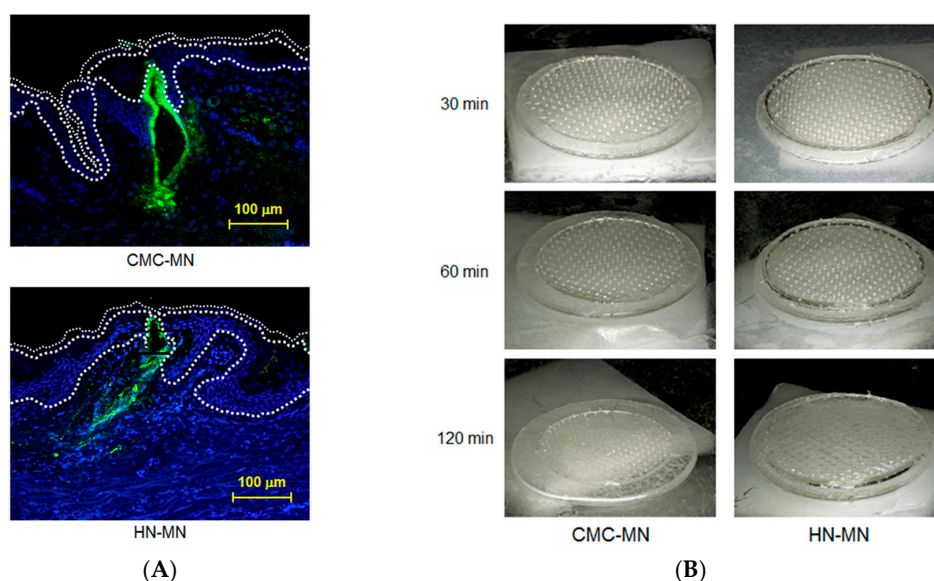 100 µm
CMC-MN
100 µm
HN-MN
(A)
30 min
60 min
120 min
CMC-MN
HN-MN
(B)